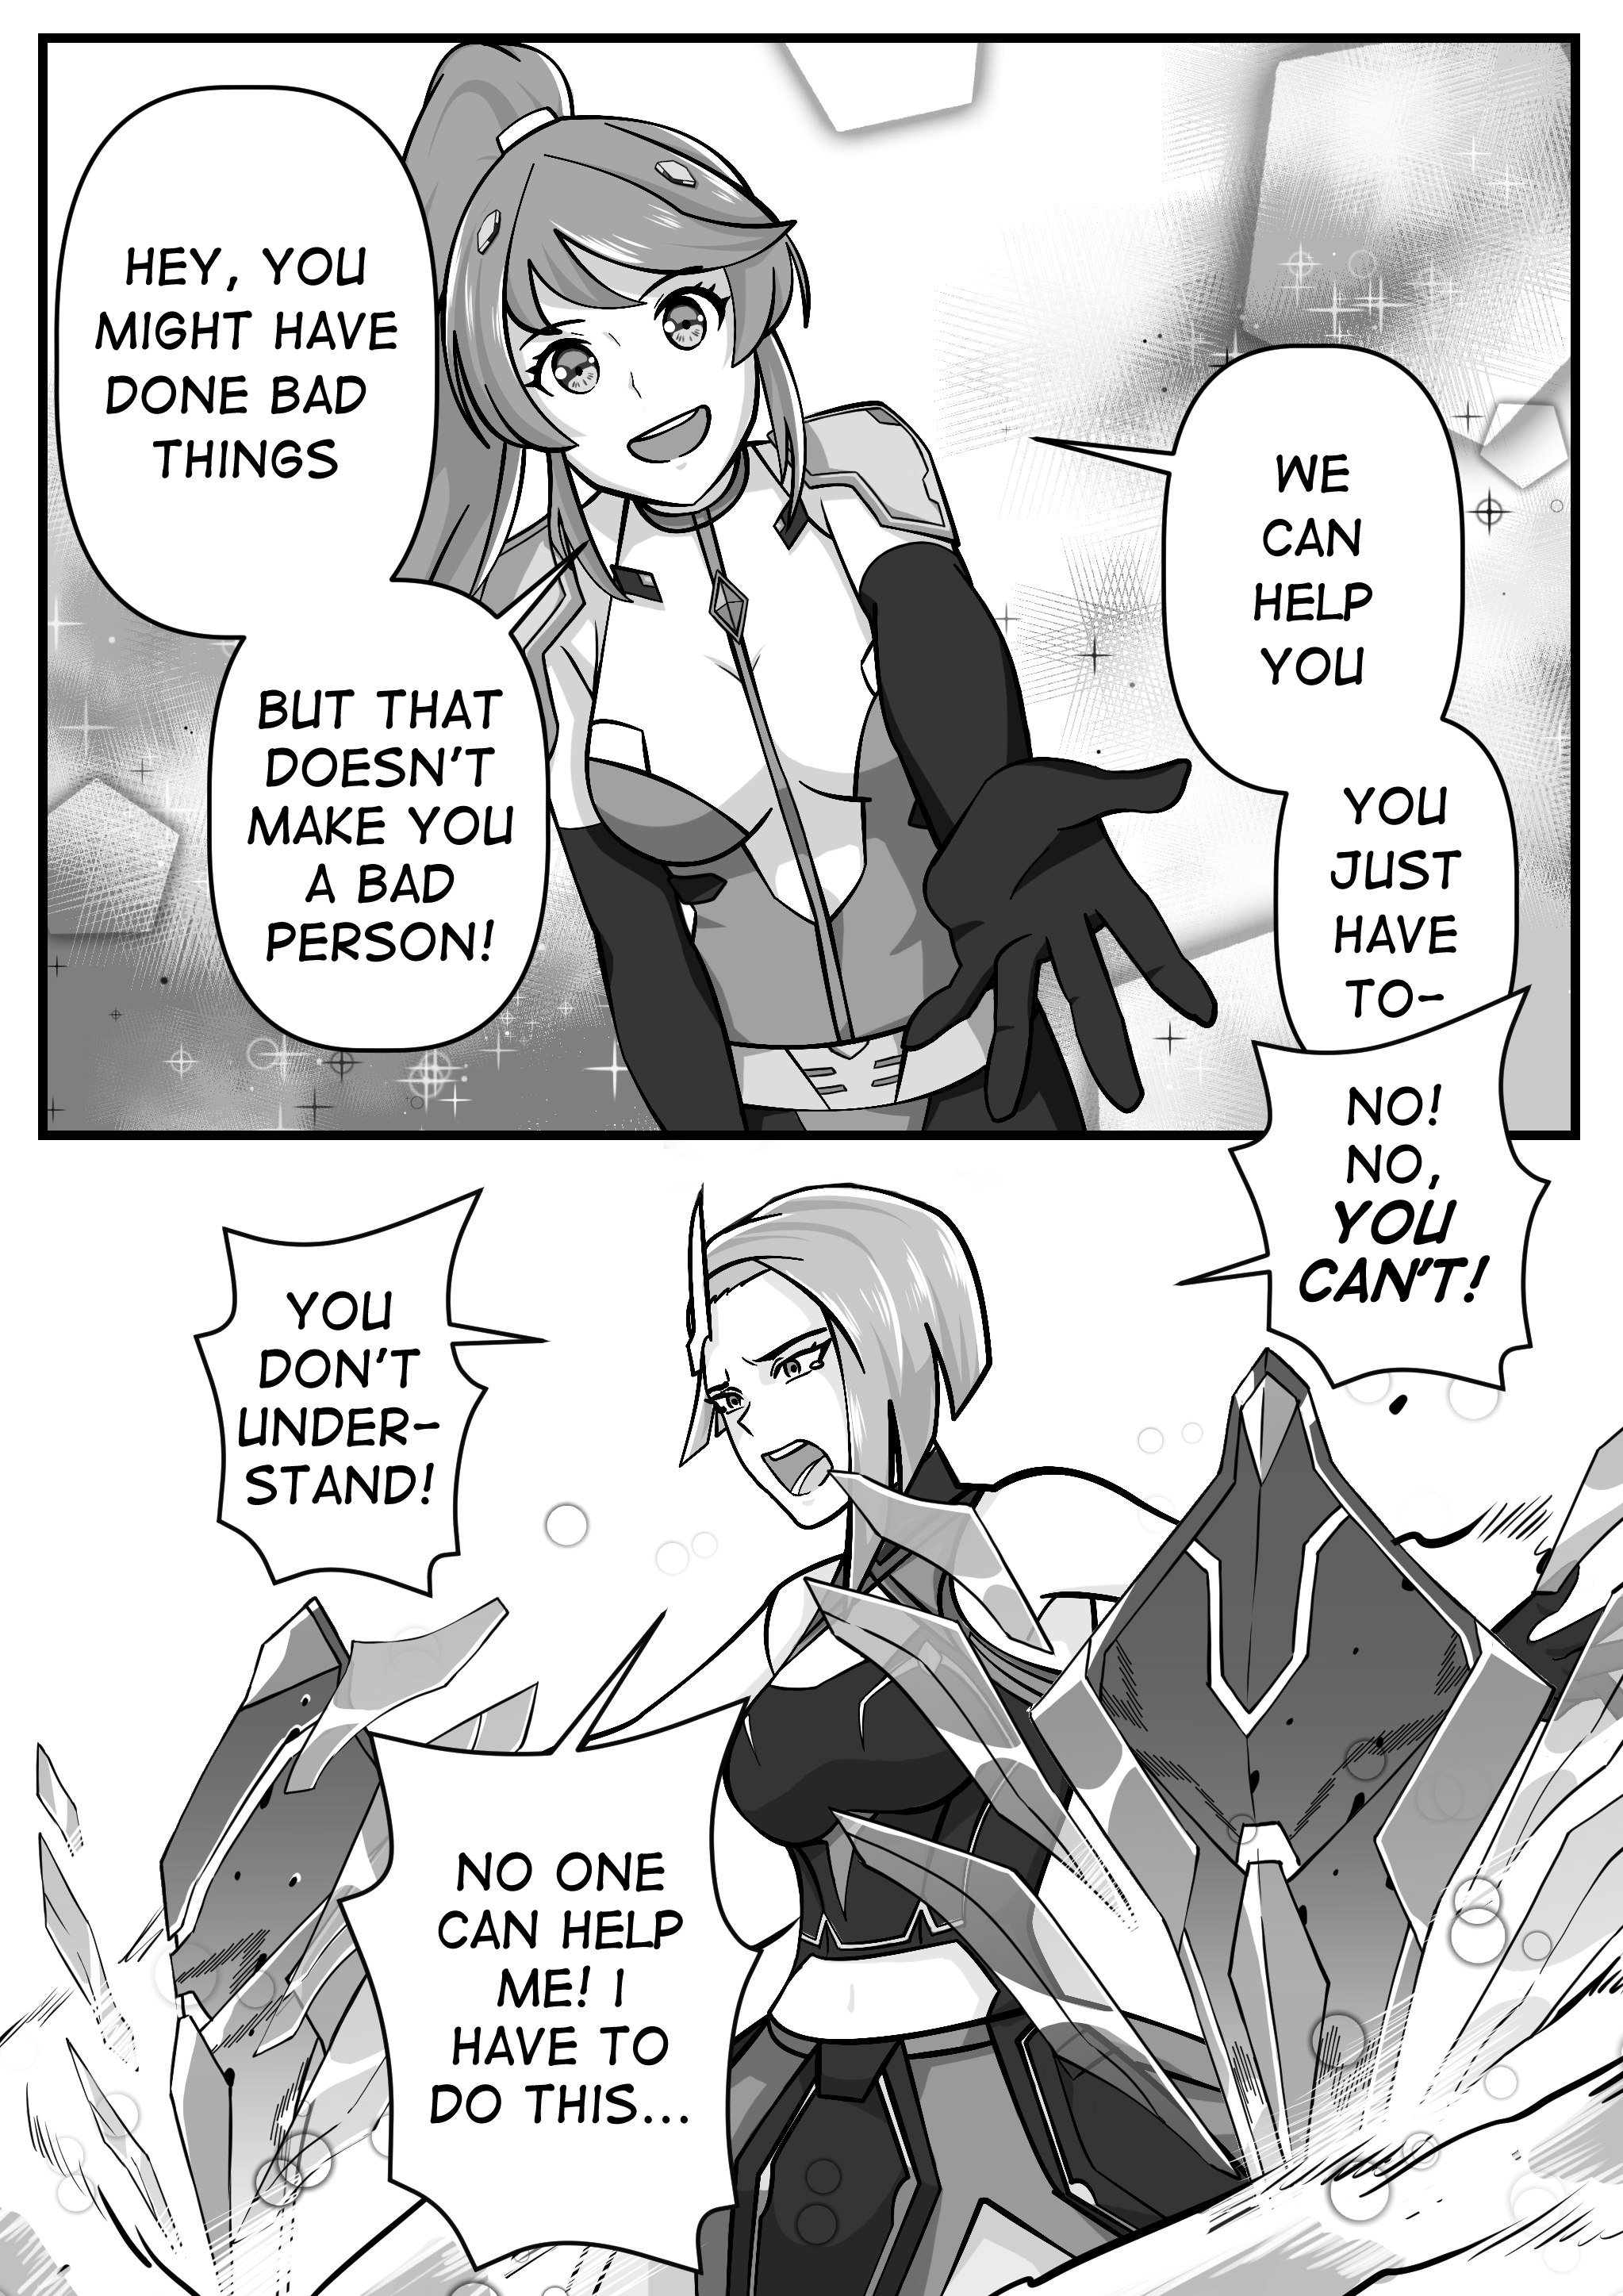 HEY, YOU
MIGHT HAVE
DONE BAD
THINGS
BUT THAT
DOESN'T
MAKE YOU
A BAD
PERSON!
WE
CAN
HELP
YOU
YOU
JUST
HAVE
TO-
NO!
NO,
YOU
CAN'T!
YOU
DON'T
UNDER-
STAND!
NO ONE
CAN HELP
ME! I
HAVE TO
DO THIS...